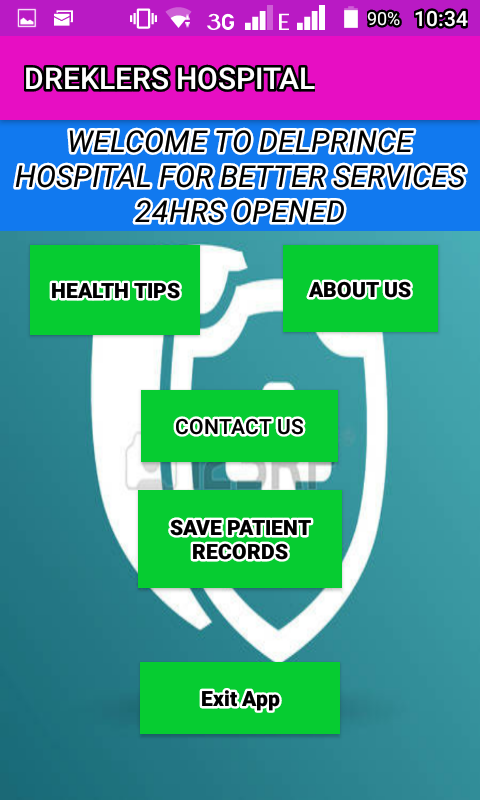 3G E 90% 10:34
DREKLERS HOSPITAL
WELCOME TO DELPRINCE
HOSPITAL FOR BETTER SERVICES
24HRS OPENED
HEALTH TIPS
ABOUT US
CONTACT US
SAVE PATIENT
RECORDS
Exit App